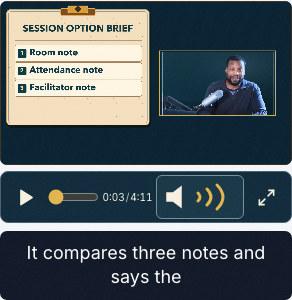 SESSION OPTION BRIEF
1 Room note
2 Attendance note
3 Facilitator note
0:03/4:11
It compares three notes and
says the